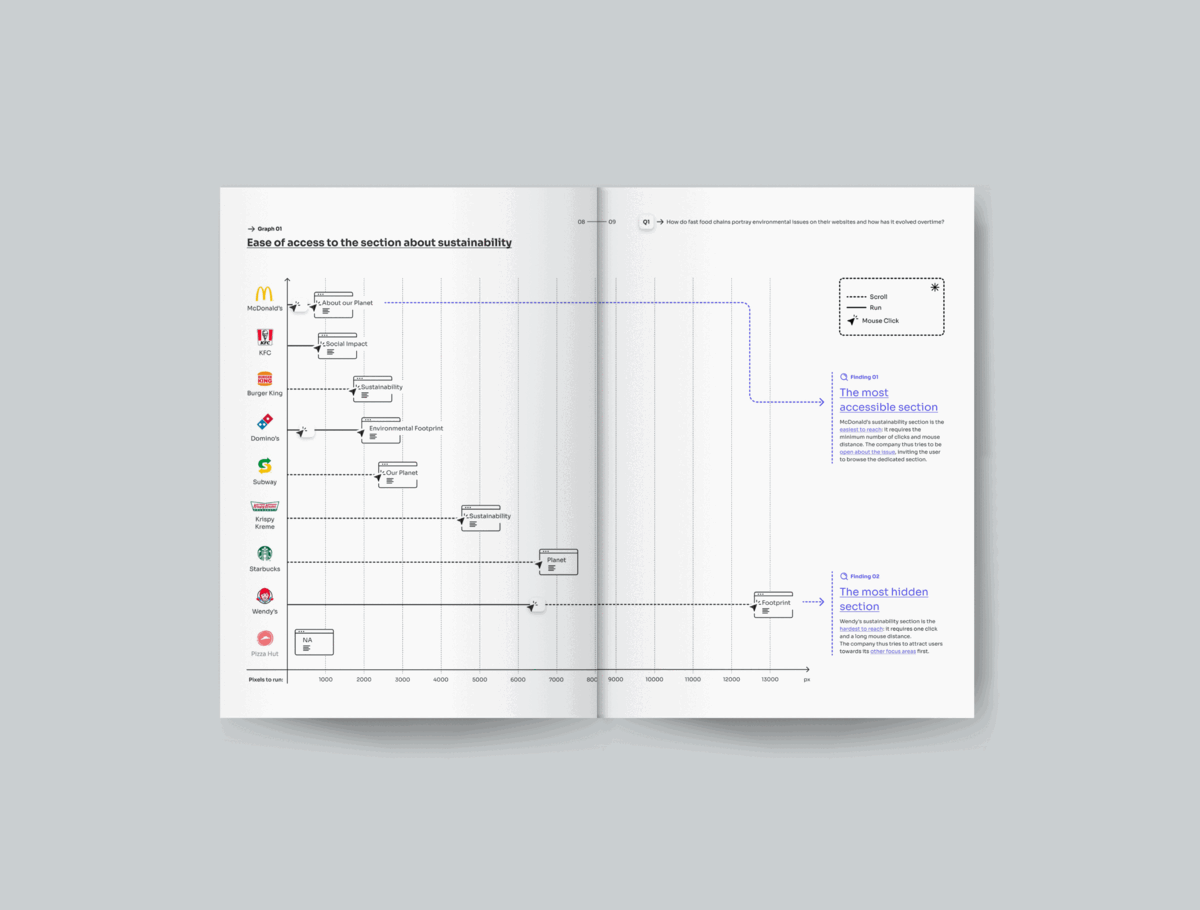 Graph 01
Ease of access to the section about sustainability
08
09
Q1
How do fast food chains portray environmental issues on their websites and how has it evolved overtime?
McDonald's
About our Planet
KFC
KFC
Social Impact
BURGER
KING
Burger King
Sustainability
Domino's
Environmental Footprint
Subway
Our Planet
Krispy
Kreme
Sustainability
Starbucks
Planet
Wendy's
Footprint
Pizza Hut
NA
Pixels to run:
1000
2000
3000
4000
5000
6000
7000
800
9000
10000
11000
12000
13000
px
Scroll
Run
Mouse Click
Finding 01
The most
accessible section
McDonald's sustainability section is the
easiest to reach: it requires the
minimum number of clicks and mouse
distance. The company thus tries to be
open about the issue, inviting the user
to browse the dedicated section.
Finding 02
The most hidden
section
Wendy's sustainability section is the
hardest to reach: it requires one click
and a long mouse distance.
The company thus tries to attract users
towards its other focus areas first.